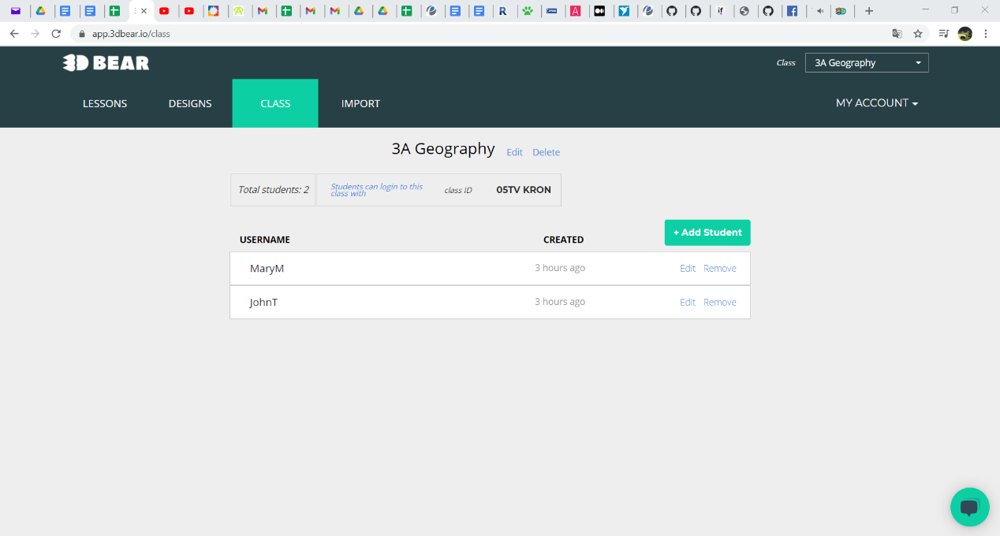 app.3dbear.io/class
3D BEAR
Class
3A Geography
LESSONS
DESIGNS
CLASS
IMPORT
MY ACCOUNT
3A Geography
Edit
Delete
Total students: 2
Students can login to this
class with
class ID
05TV KRON
USERNAME
CREATED
+ Add Student
MaryM
3 hours ago
Edit
Remove
JohnT
3 hours ago
Edit
Remove